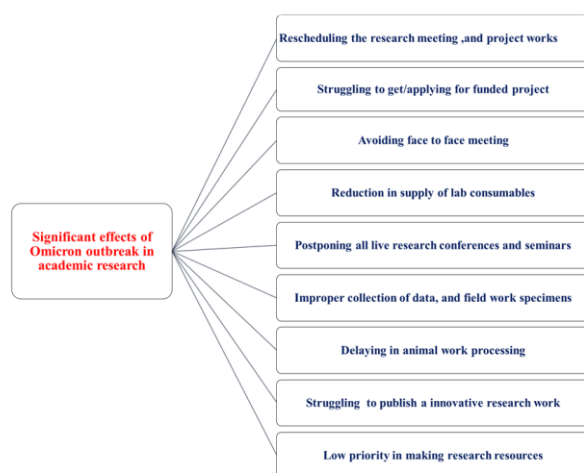 Rescheduling the research meeting ,and project works
Struggling to get/applying for funded project
Avoiding face to face meeting
Reduction in supply of lab consumables
Significant effects of
Omicron outbreak in
academic research
Postponing all live research conferences and seminars
Improper collection of data, and field work specimens
Delaying in animal work processing
Struggling to publish a innovative research work
Low priority in making research resources